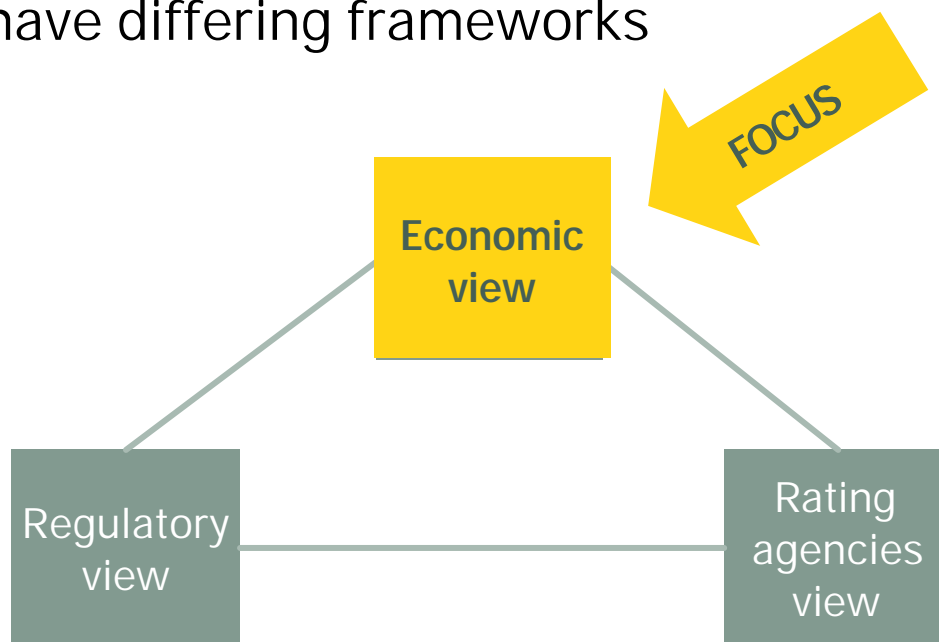 have differing frameworks
FOCUS
Economic
view
Regulatory
view
Rating
agencies
view